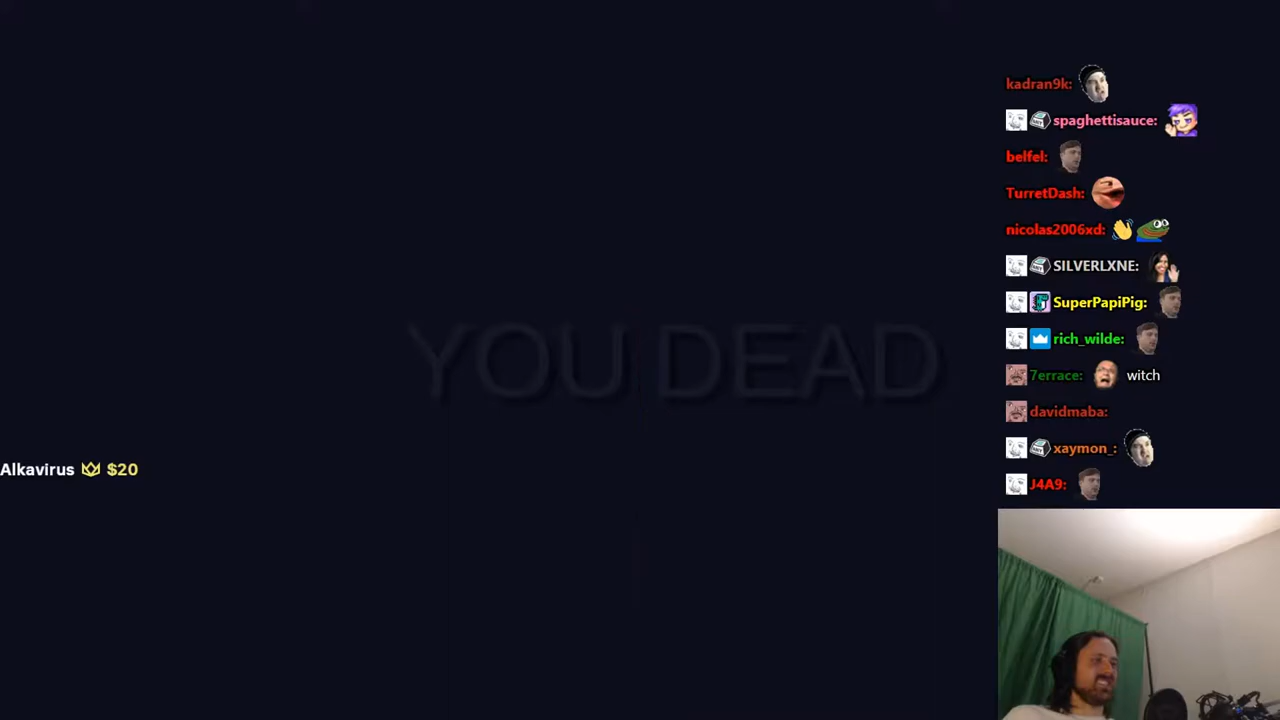 kadran9k:
spaghettisauce:
belfel:
TurretDash:
nicolas2006xd:
SILVERLXNE:
SuperPapiPig:
rich_wilde:
7errace: witch
davidmaba:
xaymon_:
J4A9:
YOU DEAD
Alkavirus $20